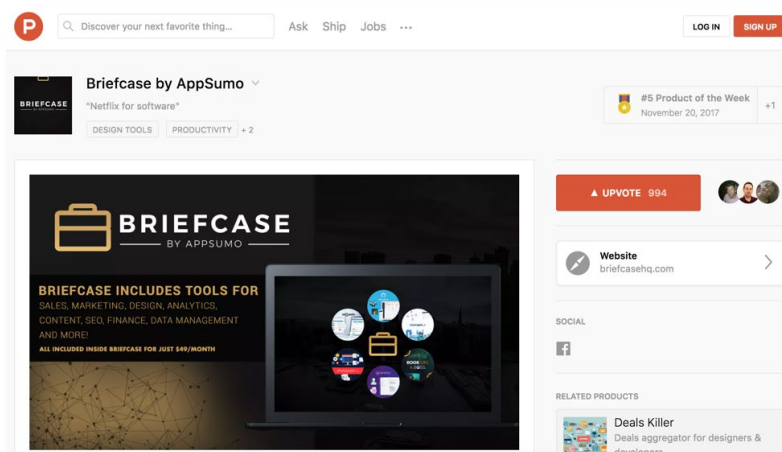 P
Discover your next favorite thing...
Ask Ship Jobs ...
LOG IN
SIGN UP
BRIEFCASE
Briefcase by AppSumo
"Netflix for software"
DESIGN TOOLS PRODUCTIVITY + 2
#5 Product of the Week
November 20, 2017
+1
BRIEFCASE
BY APPSUMO
BRIEFCASE INCLUDES TOOLS FOR
SALES, MARKETING, DESIGN, ANALYTICS,
CONTENT, SEO, FINANCE, DATA MANAGEMENT
AND MORE!
ALL INCLUDED INSIDE BRIEFCASE FOR JUST $49/MONTH
UPVOTE 994
Website
briefcasehq.com
SOCIAL
RELATED PRODUCTS
Deals Killer
Deals aggregator for designers &
developers